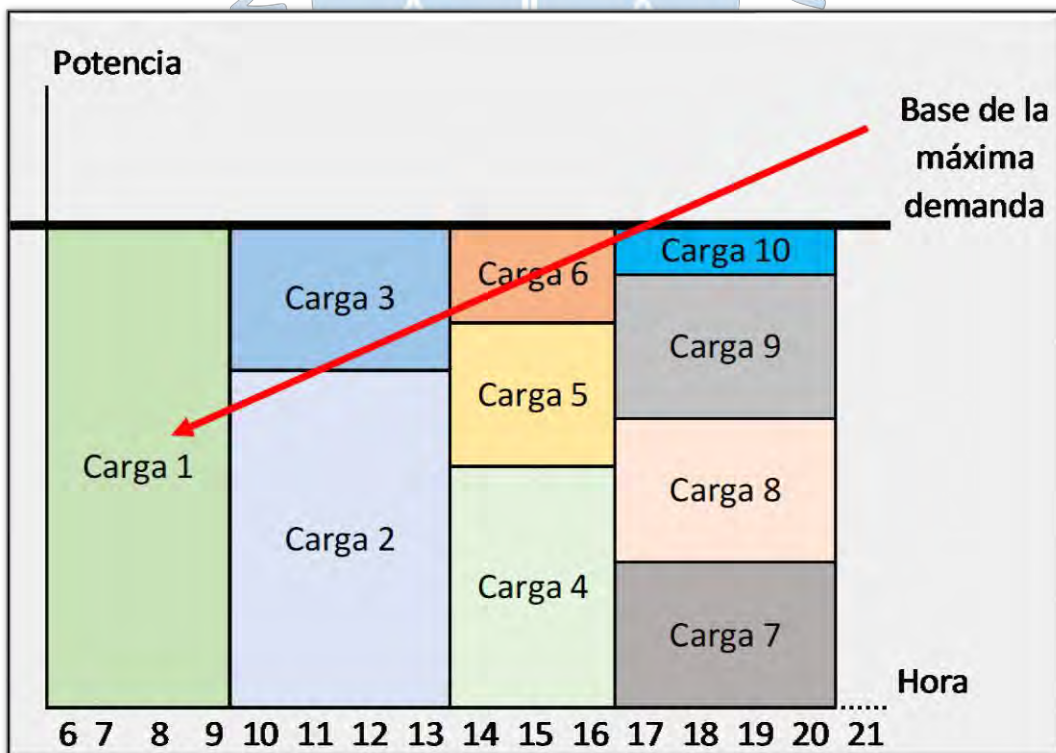 Potencia
Base de la
máxima
demanda
Carga 1
Carga 3
Carga 2
Carga 6
Carga 5
Carga 4
Carga 10
Carga 9
Carga 8
Carga 7
Hora
6 7 8 9 10 11 12 13 14 15 16 17 18 19 20 21